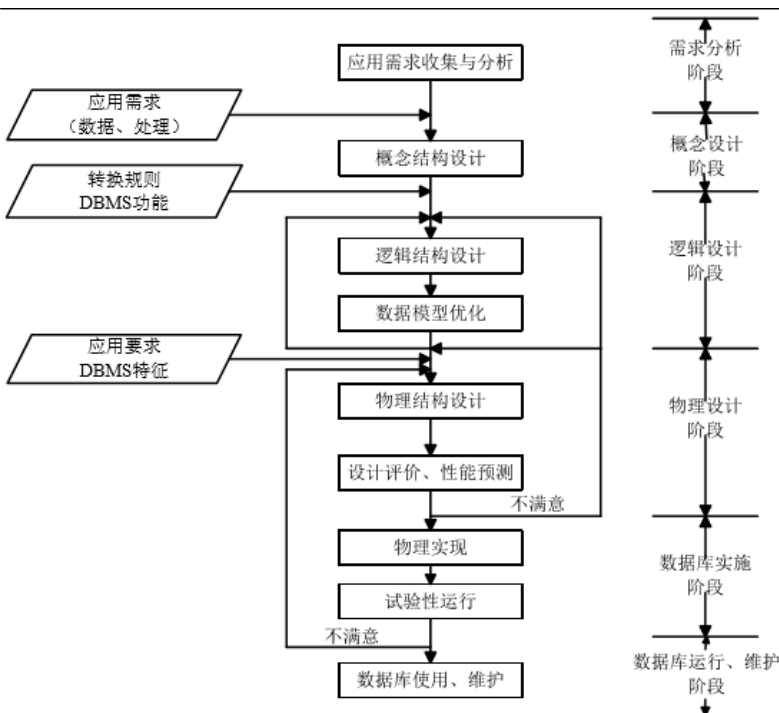 应用需求收集与分析
需求分析
阶段
应用需求
（数据、处理）
概念结构设计
概念设计
阶段
转换规则
DBMS功能
逻辑结构设计
逻辑设计
阶段
数据模型优化
应用要求
DBMS特征
物理结构设计
物理设计
阶段
设计评价、性能预测
不满意
物理实现
数据库实施
阶段
试验性运行
不满意
数据库使用、维护
数据库运行、维护
阶段